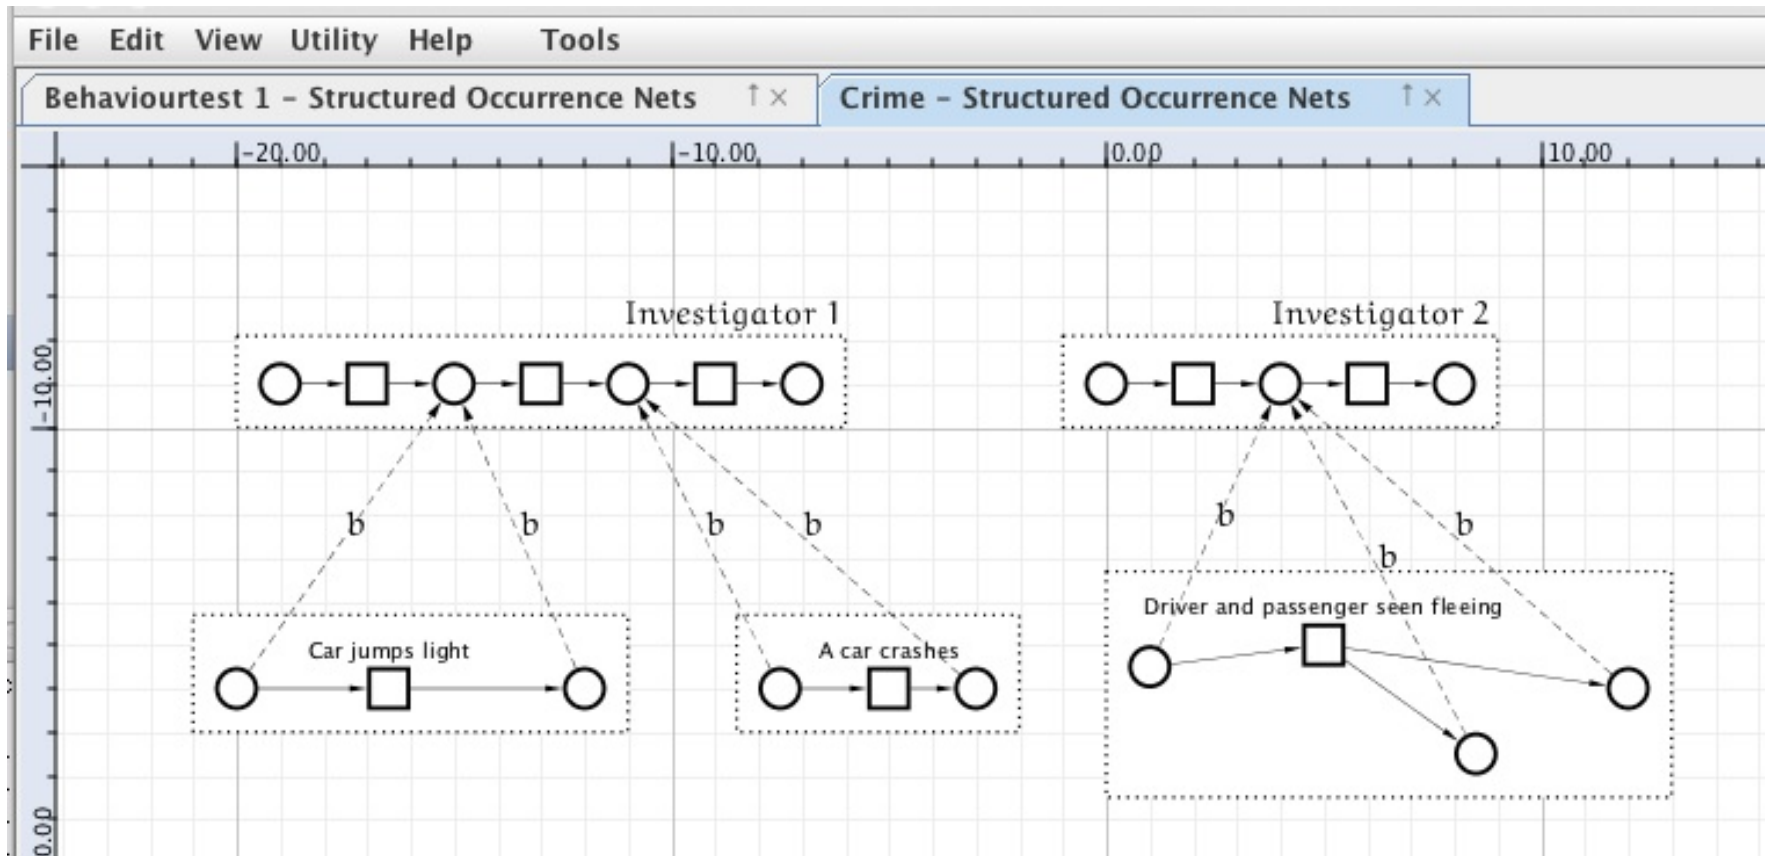 File Edit View Utility Help Tools
Behaviourtest 1 – Structured Occurrence Nets ↑ ×
Crime – Structured Occurrence Nets ↑ ×
-20.00 -10.00 0.00 10.00
Investigator 1
Investigator 2
-10.00
b b b b
b b b
Driver and passenger seen fleeing
Car jumps light
A car crashes
0.00